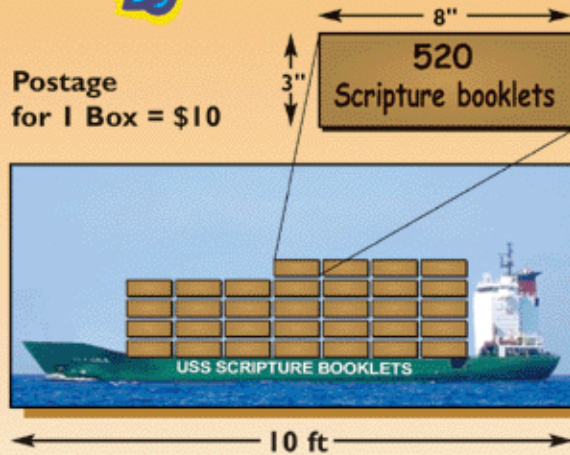 8"
520
3"
Scripture booklets
Postage
for 1 Box = $10
USS SCRIPTURE BOOKLETS
10 ft